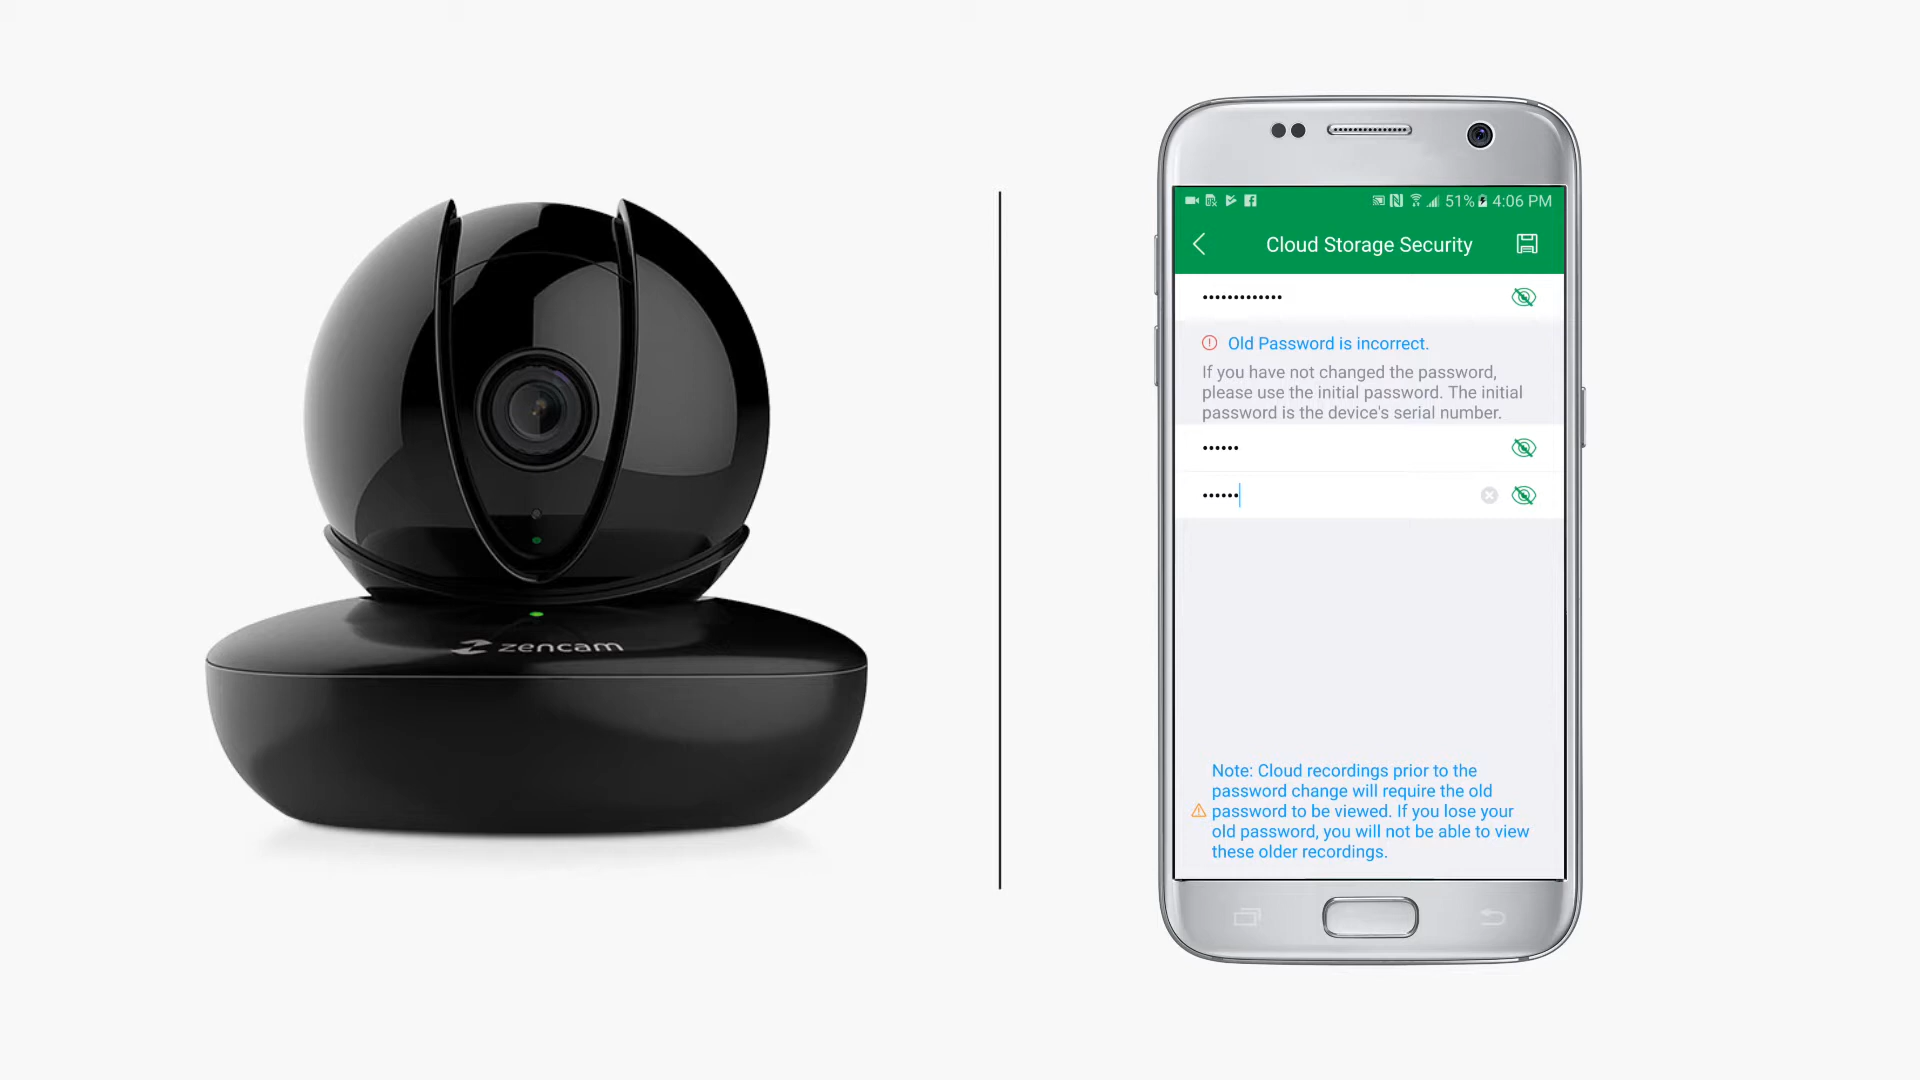 51% 4:06 PM
Cloud Storage Security
•••••••••••••
Old Password is incorrect.
If you have not changed the password,
please use the initial password. The initial
password is the device's serial number.
••••••
••••••
Note: Cloud recordings prior to the
password change will require the old
password to be viewed. If you lose your
old password, you will not be able to view
these older recordings.
zencam